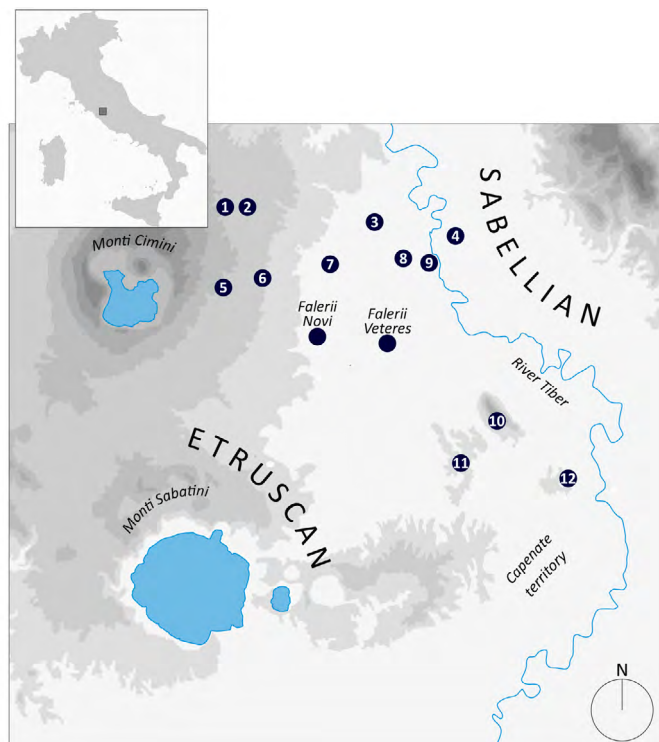 SABELLIAN
1
2
3
4
Monti Cimini
5
6
7
8
9
Falerii
Novi
Falerii
Veteres
River Tiber
10
ETRUSCAN
11
12
Monti Sabatini
Capenate
territory
N